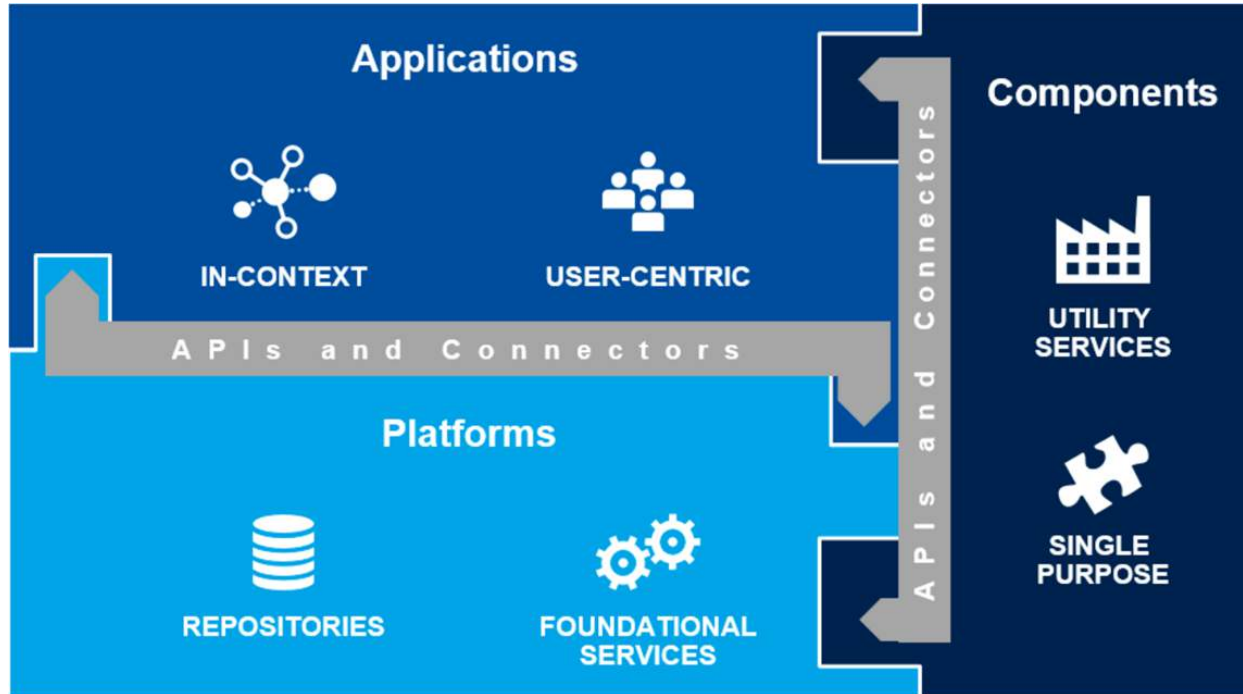 Applications
IN-CONTEXT
USER-CENTRIC
APIs and Connectors
Platforms
REPOSITORIES
FOUNDATIONAL
SERVICES
APIs and Connectors
Components
UTILITY
SERVICES
SINGLE
PURPOSE